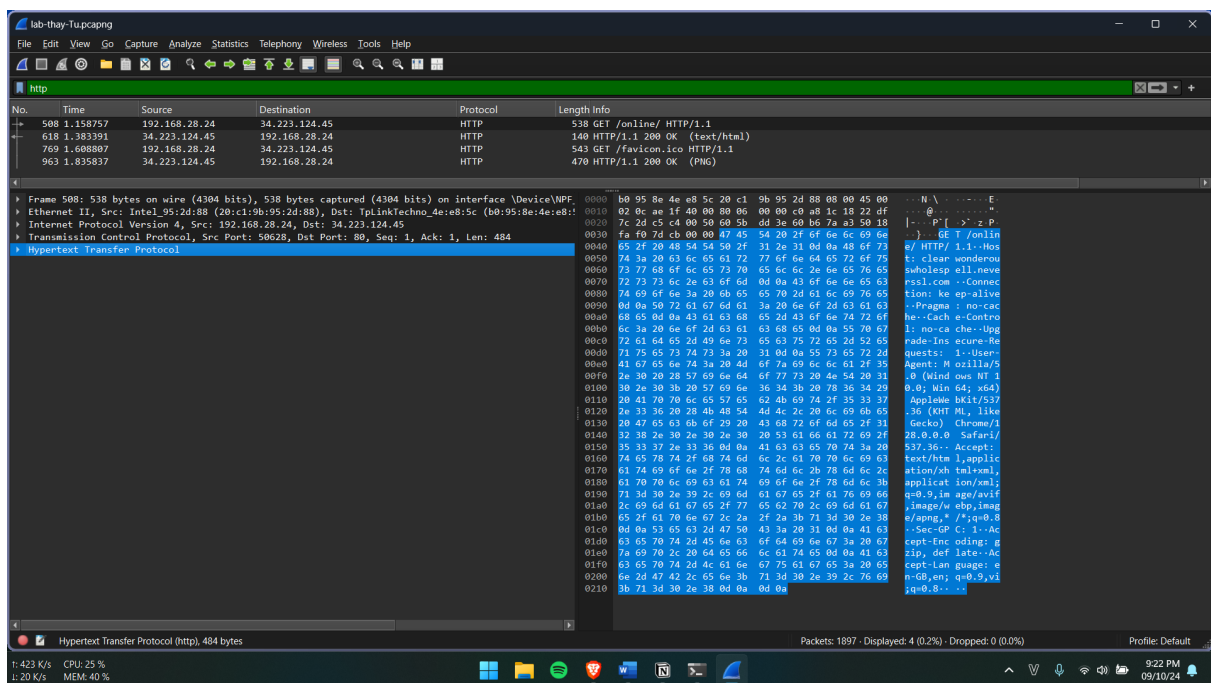 lab-thay-Tu.pcapng
File Edit View Go Capture Analyze Statistics Telephony Wireless Tools Help
http
No. Time Source Destination Protocol Length Info
508 1.158757 192.168.28.24 34.223.124.45 HTTP 538 GET /online/ HTTP/1.1
618 1.383391 34.223.124.45 192.168.28.24 HTTP 140 HTTP/1.1 200 OK (text/html)
769 1.608807 192.168.28.24 34.223.124.45 HTTP 543 GET /favicon.ico HTTP/1.1
963 1.835837 34.223.124.45 192.168.28.24 HTTP 470 HTTP/1.1 200 OK (PNG)
Frame 508: 538 bytes on wire (4304 bits), 538 bytes captured (4304 bits) on interface \Device\NPF_
Ethernet II, Src: Intel_95:2d:88 (20:c1:9b:95:2d:88), Dst: TpLinkTechno_4e:e8:5c (b0:95:8e:4e:e8:5
Internet Protocol Version 4, Src: 192.168.28.24, Dst: 34.223.124.45
Transmission Control Protocol, Src Port: 50628, Dst Port: 80, Seq: 1, Ack: 1, Len: 484
Hypertext Transfer Protocol
0000 b0 95 8e 4e e8 5c 20 c1 9b 95 2d 88 08 00 45 00 ...N.\ . ..-...E.
0010 02 0c ae 1f 40 00 80 06 00 00 c0 a8 1c 18 22 df ....@... ......".
0020 7c 2d c5 c4 00 50 60 5b dd 3e 60 b6 7a a3 50 18 |-...P`[ .>`.z.P.
0030 fa f0 7d cb 00 00 47 45 54 20 2f 6f 6e 6c 69 6e ..}...GE T /onlin
0040 65 2f 20 48 54 54 50 2f 31 2e 31 0d 0a 48 6f 73 e/ HTTP/ 1.1..Hos
0050 74 3a 20 63 6c 65 61 72 77 6f 6e 64 65 72 6f 75 t: clear wonderou
0060 73 77 68 6f 6c 65 73 70 65 6c 6c 2e 6e 65 76 65 swholesp ell.neve
0070 72 73 73 6c 2e 63 6f 6d 0d 0a 43 6f 6e 6e 65 63 rssl.com ..Connec
0080 74 69 6f 6e 3a 20 6b 65 65 70 2d 61 6c 69 76 65 tion: ke ep-alive
0090 0d 0a 50 72 61 67 6d 61 3a 20 6e 6f 2d 63 61 63 ..Pragma : no-cac
00a0 68 65 0d 0a 43 61 63 68 65 2d 43 6f 6e 74 72 6f he..Cach e-Contro
00b0 6c 3a 20 6e 6f 2d 63 61 63 68 65 0d 0a 55 70 67 l: no-ca che..Upg
00c0 72 61 64 65 2d 49 6e 73 65 63 75 72 65 2d 52 65 rade-Ins ecure-Re
00d0 71 75 65 73 74 73 3a 20 31 0d 0a 55 73 65 72 2d quests: 1..User-
00e0 41 67 65 6e 74 3a 20 4d 6f 7a 69 6c 6c 61 2f 35 Agent: M ozilla/5
00f0 2e 30 20 28 57 69 6e 64 6f 77 73 20 4e 54 20 31 .0 (Wind ows NT 1
0100 30 2e 30 3b 20 57 69 6e 36 34 3b 20 78 36 34 29 0.0; Win 64; x64)
0110 20 41 70 70 6c 65 57 65 62 4b 69 74 2f 35 33 37 AppleWe bKit/537
0120 2e 33 36 20 28 4b 48 54 4d 4c 2c 20 6c 69 6b 65 .36 (KHT ML, like
0130 20 47 65 63 6b 6f 29 20 43 68 72 6f 6d 65 2f 31 Gecko) Chrome/1
0140 32 38 2e 30 2e 30 2e 30 20 53 61 66 61 72 69 2f 28.0.0.0 Safari/
0150 35 33 37 2e 33 36 0d 0a 41 63 63 65 70 74 3a 20 537.36.. Accept:
0160 74 65 78 74 2f 68 74 6d 6c 2c 61 70 70 6c 69 63 text/htm l,applic
0170 61 74 69 6f 6e 2f 78 68 74 6d 6c 2b 78 6d 6c 2c ation/xh tml+xml,
0180 61 70 70 6c 69 63 61 74 69 6f 6e 2f 78 6d 6c 3b applicat ion/xml;
0190 71 3d 30 2e 39 2c 69 6d 61 67 65 2f 61 76 69 66 q=0.9,im age/avif
01a0 2c 69 6d 61 67 65 2f 77 65 62 70 2c 69 6d 61 67 ,image/w ebp,imag
01b0 65 2f 61 70 6e 67 2c 2a 2f 2a 3b 71 3d 30 2e 38 e/apng,* /*;q=0.8
01c0 0d 0a 53 65 63 2d 47 50 43 3a 20 31 0d 0a 41 63 ..Sec-GP C: 1..Ac
01d0 63 65 70 74 2d 45 6e 63 6f 64 69 6e 67 3a 20 67 cept-Enc oding: g
01e0 7a 69 70 2c 20 64 65 66 6c 61 74 65 0d 0a 41 63 zip, def late..Ac
01f0 63 65 70 74 2d 4c 61 6e 67 75 61 67 65 3a 20 65 cept-Lan guage: e
0200 6e 2d 47 42 2c 65 6e 3b 71 3d 30 2e 39 2c 76 69 n-GB,en; q=0.9,vi
0210 3b 71 3d 30 2e 38 0d 0a 0d 0a ;q=0.8.. ..
Hypertext Transfer Protocol (http), 484 bytes Packets: 1897 · Displayed: 4 (0.2%) · Dropped: 0 (0.0%) Profile: Default
↑: 423 K/s CPU: 25 % 9:22 PM
↓: 20 K/s MEM: 40 % 09/10/24